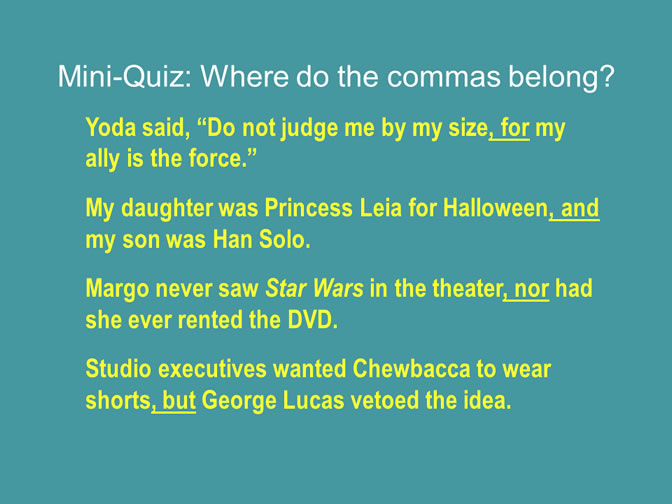 Mini-Quiz: Where do the commas belong?
Yoda said, “Do not judge me by my size, for my
ally is the force.”
My daughter was Princess Leia for Halloween, and
my son was Han Solo.
Margo never saw Star Wars in the theater, nor had
she ever rented the DVD.
Studio executives wanted Chewbacca to wear
shorts, but George Lucas vetoed the idea.